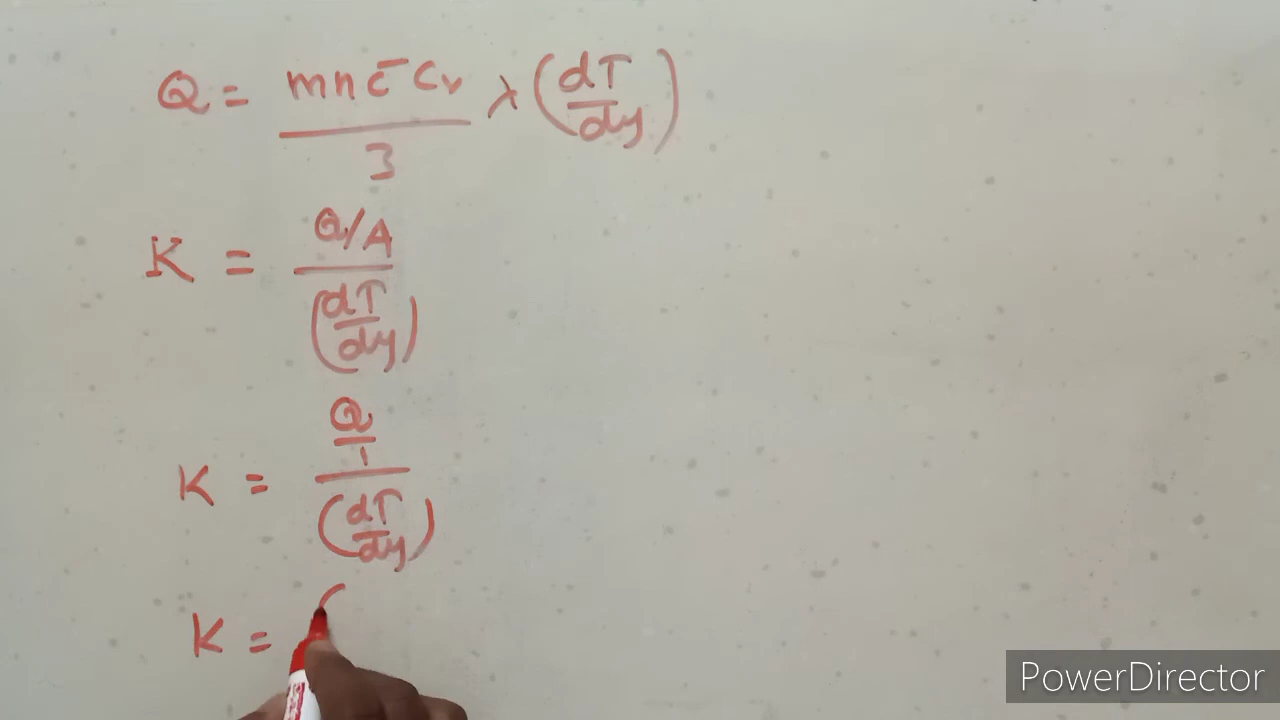 Q = mnc̄Cv/3 λ (dT/dy)
K = Q/A / (dT/dy)
K = Q/1 / (dT/dy)
K = (
PowerDirector